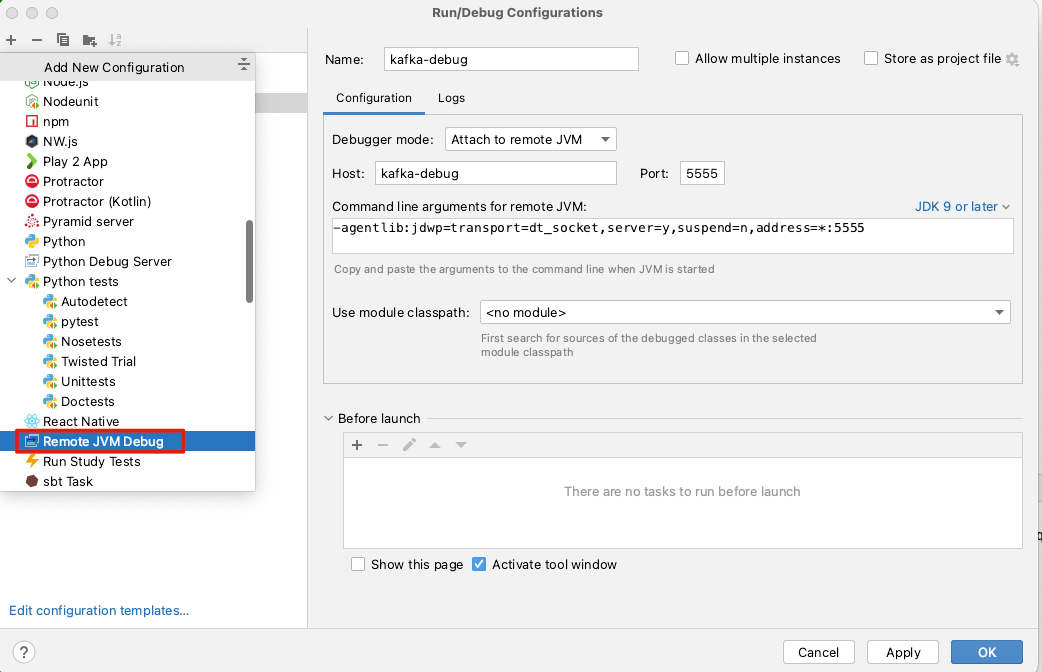 Run/Debug Configurations
Add New Configuration
Node.js
Nodeunit
npm
NW.js
Play 2 App
Protractor
Protractor (Kotlin)
Pyramid server
Python
Python Debug Server
Python tests
Autodetect
pytest
Nosetests
Twisted Trial
Unittests
Doctests
React Native
Remote JVM Debug
Run Study Tests
sbt Task
Edit configuration templates...
?
Name: kafka-debug
Allow multiple instances
Store as project file
Configuration Logs
Debugger mode: Attach to remote JVM
Host: kafka-debug Port: 5555
Command line arguments for remote JVM: JDK 9 or later
-agentlib:jdwp=transport=dt_socket,server=y,suspend=n,address=*:5555
Copy and paste the arguments to the command line when JVM is started
Use module classpath: <no module>
First search for sources of the debugged classes in the selected
module classpath
Before launch
There are no tasks to run before launch
Show this page Activate tool window
Cancel Apply OK